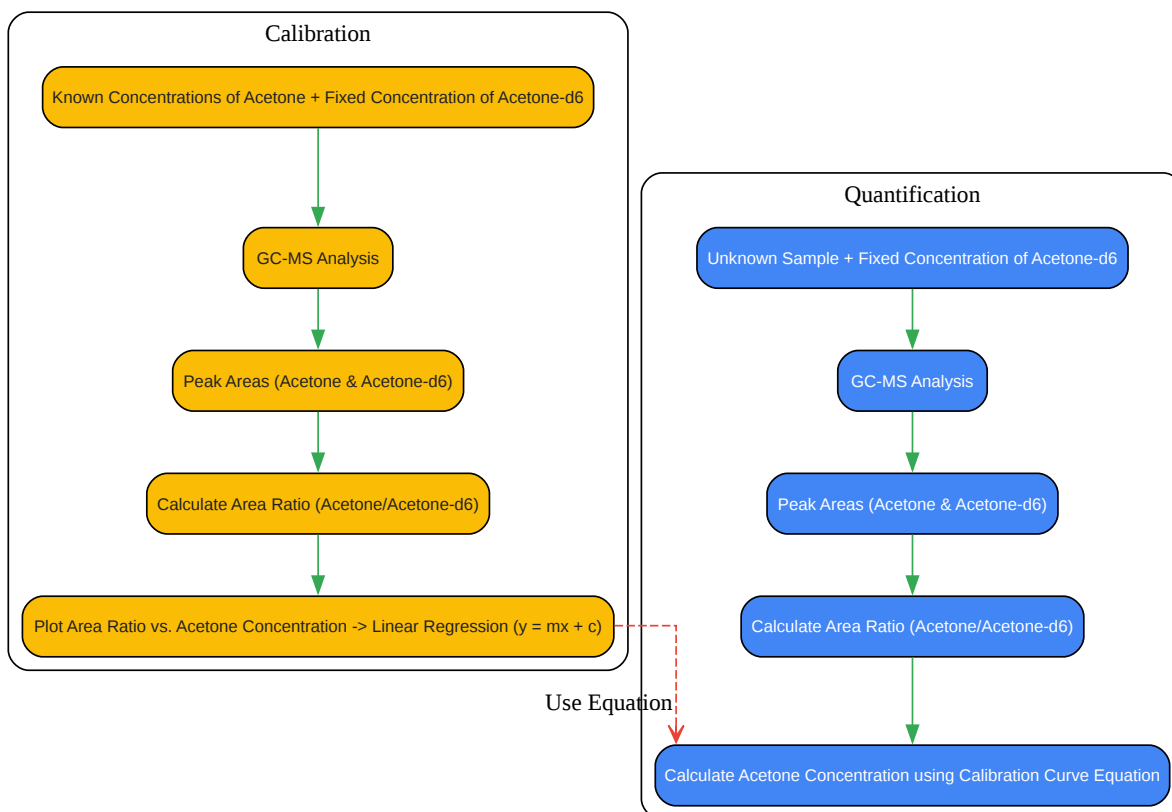 Calibration
Known Concentrations of Acetone + Fixed Concentration of Acetone-d6
GC-MS Analysis
Peak Areas (Acetone & Acetone-d6)
Calculate Area Ratio (Acetone/Acetone-d6)
Plot Area Ratio vs. Acetone Concentration -> Linear Regression (y = mx + c)
Use Equation
Quantification
Unknown Sample + Fixed Concentration of Acetone-d6
GC-MS Analysis
Peak Areas (Acetone & Acetone-d6)
Calculate Area Ratio (Acetone/Acetone-d6)
Calculate Acetone Concentration using Calibration Curve Equation